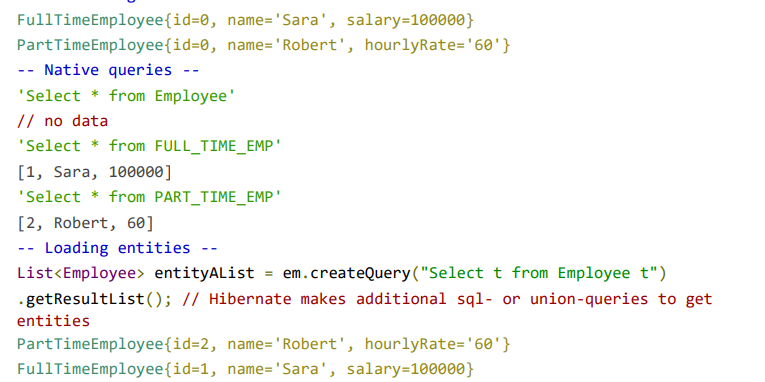 FullTimeEmployee{id=0, name='Sara', salary=100000}
PartTimeEmployee{id=0, name='Robert', hourlyRate='60'}
-- Native queries --
'Select * from Employee'
// no data
'Select * from FULL_TIME_EMP'
[1, Sara, 100000]
'Select * from PART_TIME_EMP'
[2, Robert, 60]
-- Loading entities --
List<Employee> entityAList = em.createQuery("Select t from Employee t")
.getResultList(); // Hibernate makes additional sql- or union-queries to get
entities
PartTimeEmployee{id=2, name='Robert', hourlyRate='60'}
FullTimeEmployee{id=1, name='Sara', salary=100000}